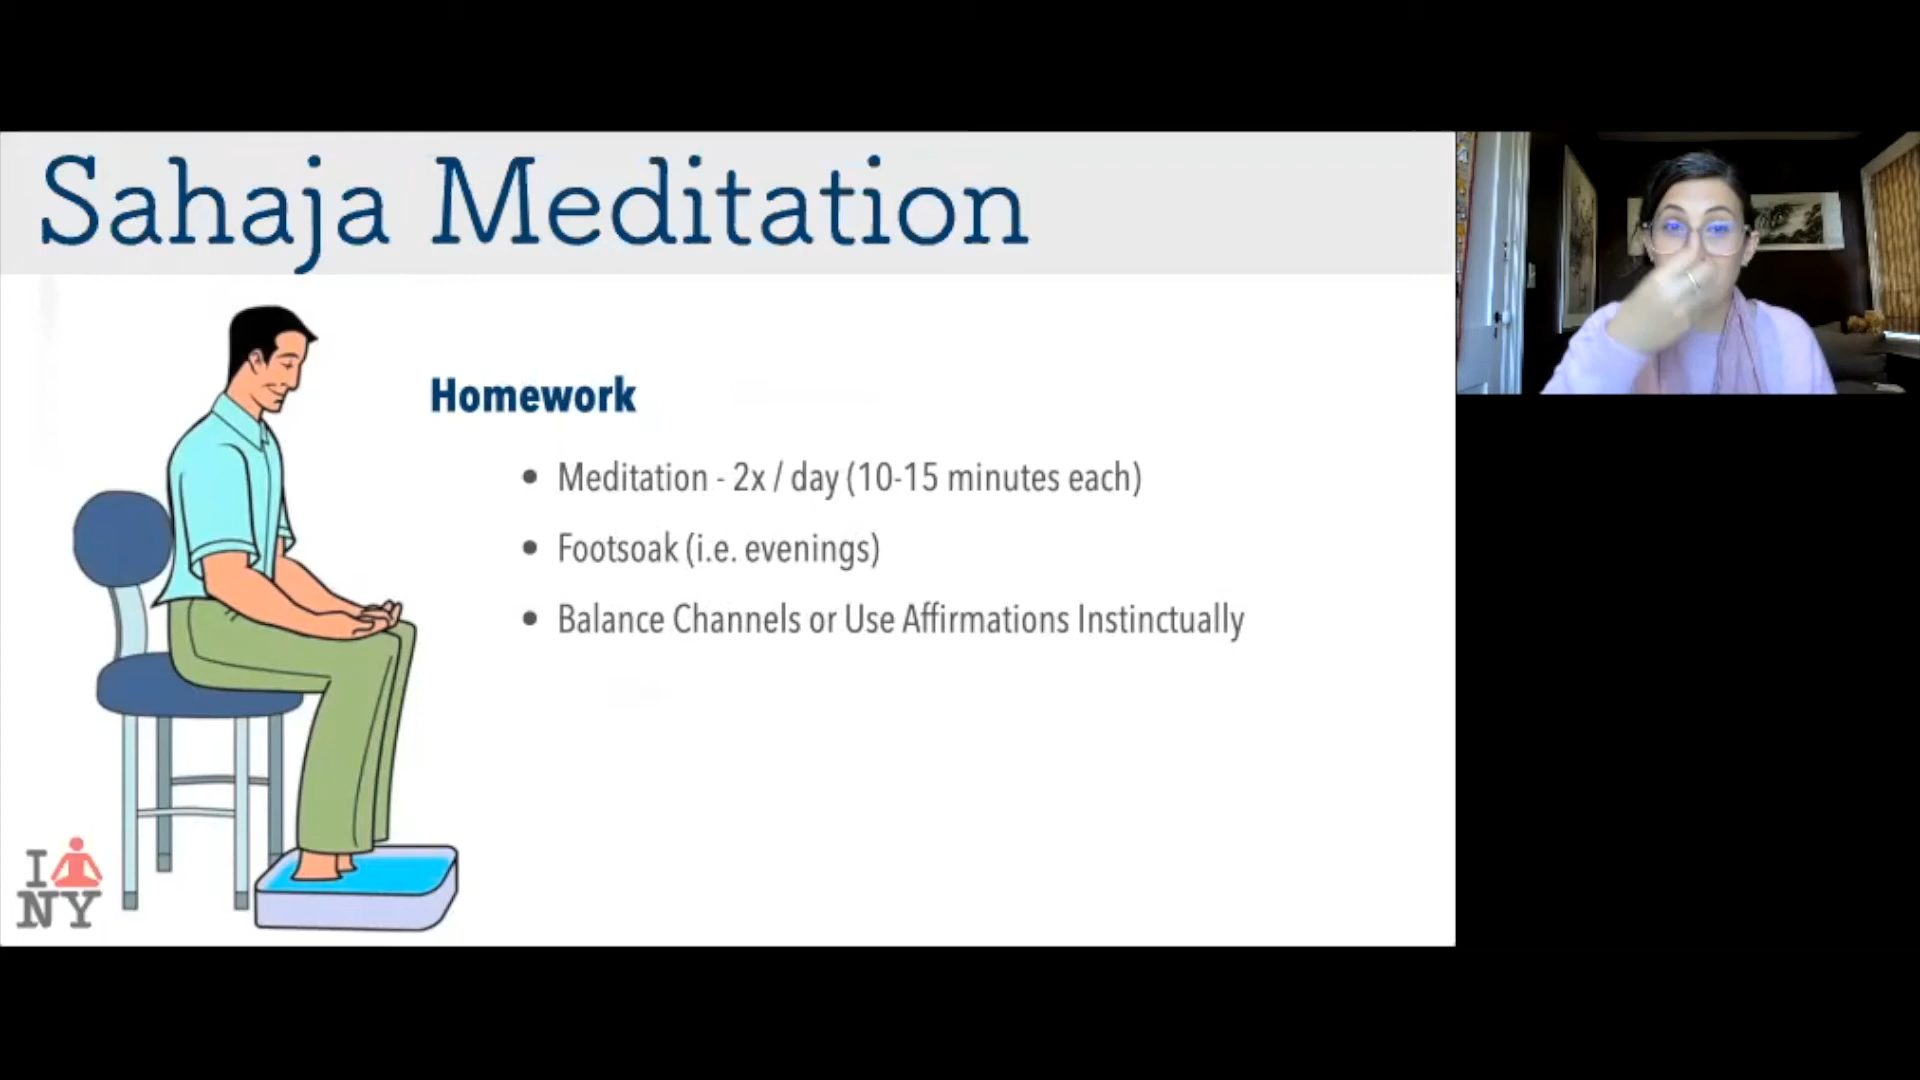 Sahaja Meditation
Homework
• Meditation - 2x / day (10-15 minutes each)
• Footsoak (i.e. evenings)
• Balance Channels or Use Affirmations Instinctually
I
NY